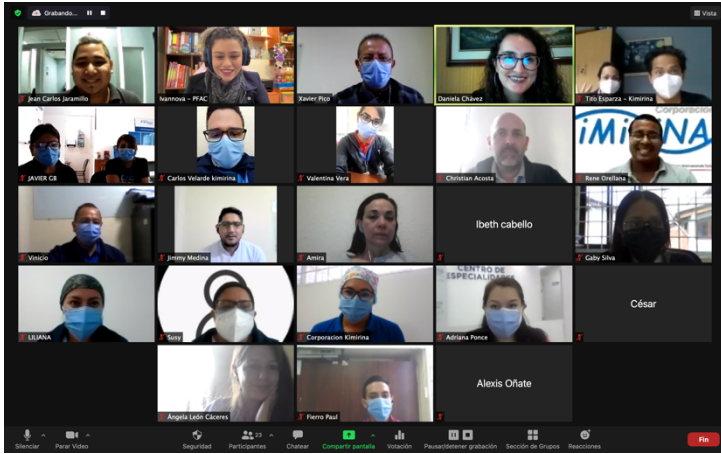 Grabando...
Vista
Jean Carlos Jaramillo
Ivannova - PFAC
Xavier Pico
Daniela Chávez
Tito Esparza - Kimirina
JAVIER GB
Carlos Velarde kimirina
Valentina Vera
Christian Acosta
Corporación
iMiRiNA
Rene Orellana
Vinicio
Jimmy Medina
Amira
Ibeth cabello
Gaby Silva
LILIANA
Susy
Corporacion Kimirina
CENTRO DE
ESPECIALIDADES
Adriana Ponce
César
Ángela León Cáceres
Fierro Paul
Alexis Oñate
Silenciar
Parar Video
Seguridad
23
Participantes
Chatear
Compartir pantalla
Votación
Pausar/detener grabación
Sección de Grupos
Reacciones
Fin